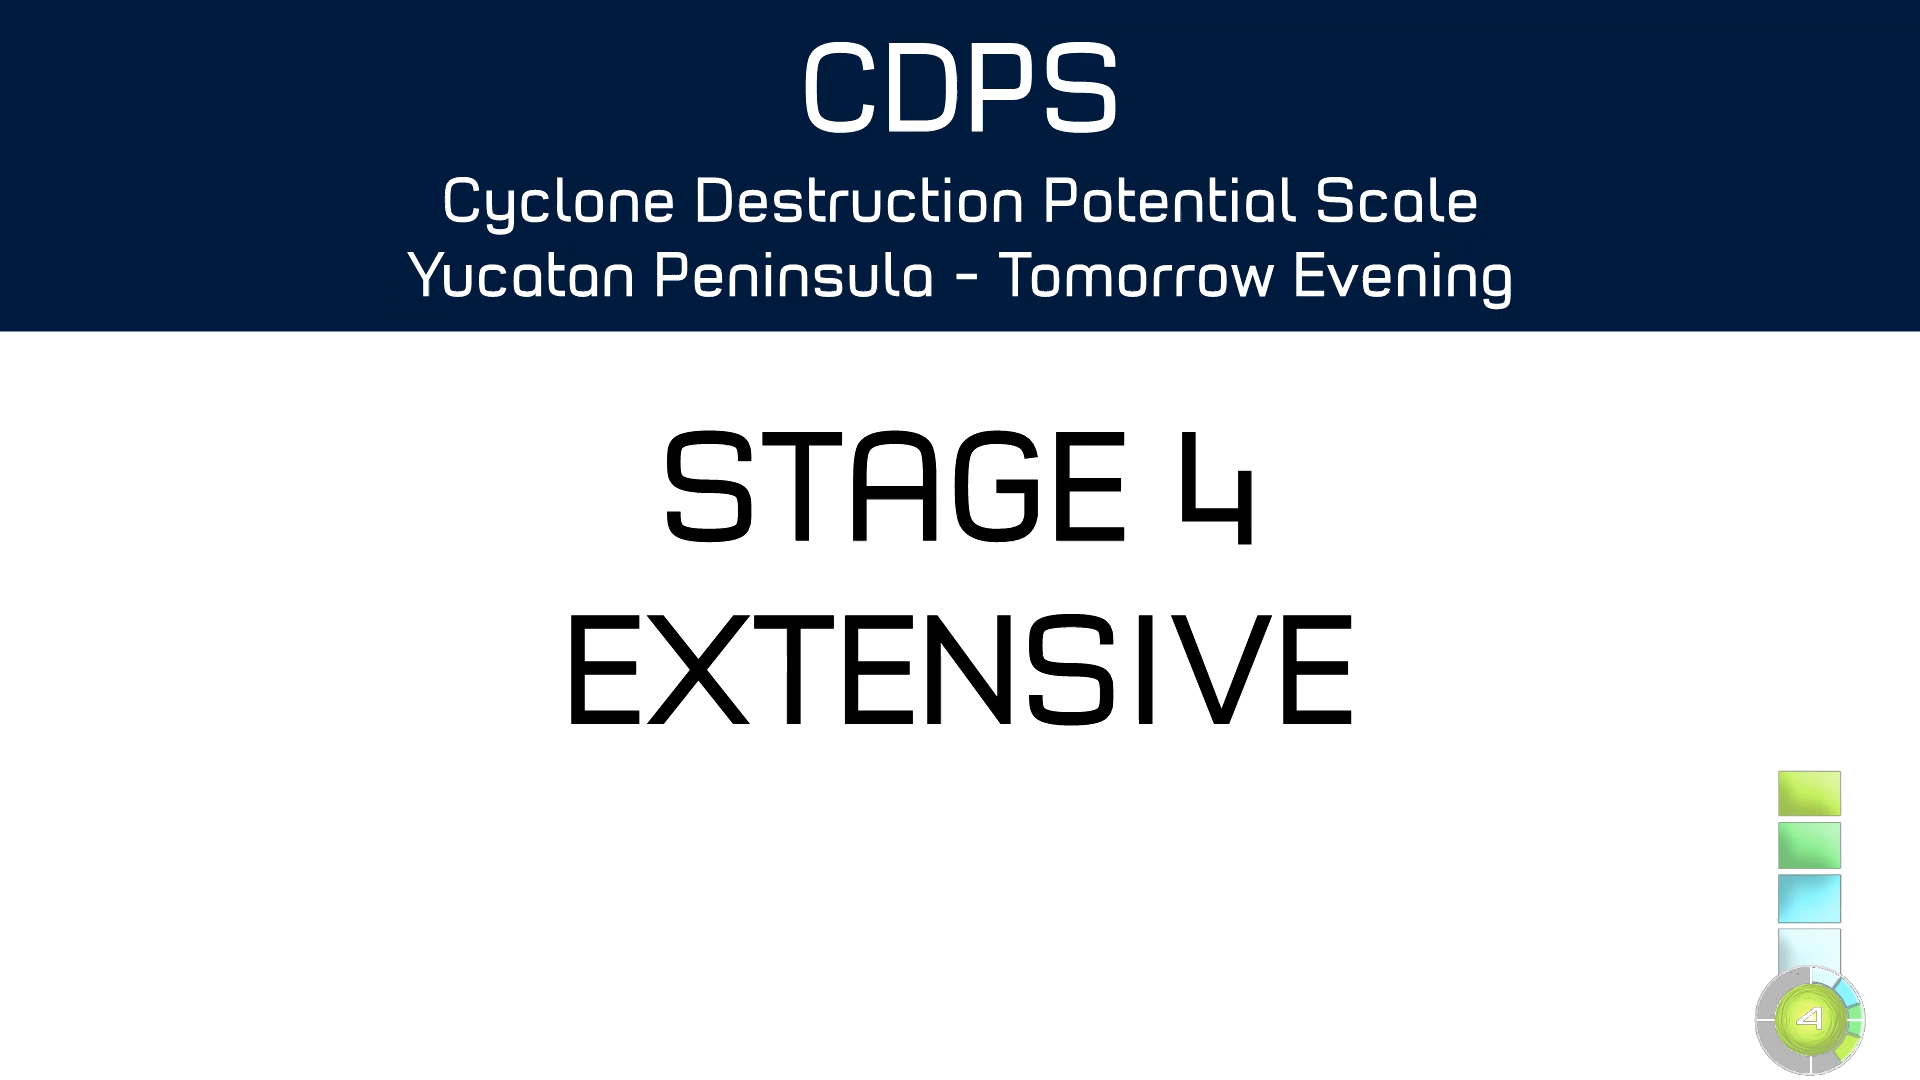 CDPS
Cyclone Destruction Potential Scale
Yucatan Peninsula - Tomorrow Evening
STAGE 4
EXTENSIVE
4